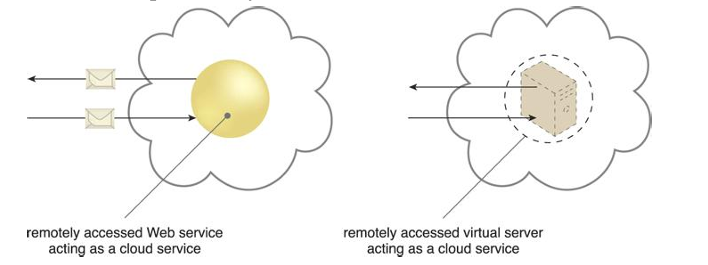 remotely accessed Web service
acting as a cloud service
remotely accessed virtual server
acting as a cloud service